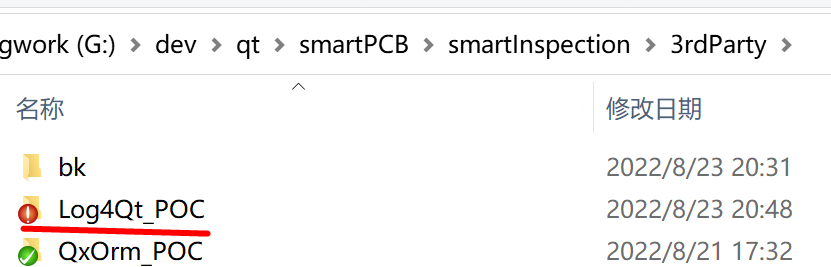 gwork (G:) > dev > qt > smartPCB > smartInspection > 3rdParty >
名称 修改日期
bk 2022/8/23 20:31
Log4Qt_POC 2022/8/23 20:48
QxOrm_POC 2022/8/21 17:32